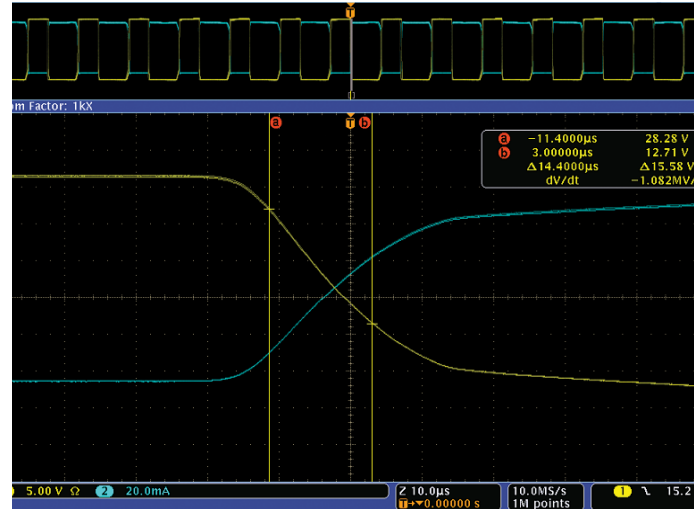 T
om Factor: 1kX
a T b
a −11.4000µs 28.28 V
b 3.00000µs 12.71 V
Δ14.4000µs Δ15.58 V
dV/dt −1.082MV/
5.00 V Ω 2 20.0mA
Z 10.0µs
T→▾0.00000 s
10.0MS/s
1M points
1 15.2